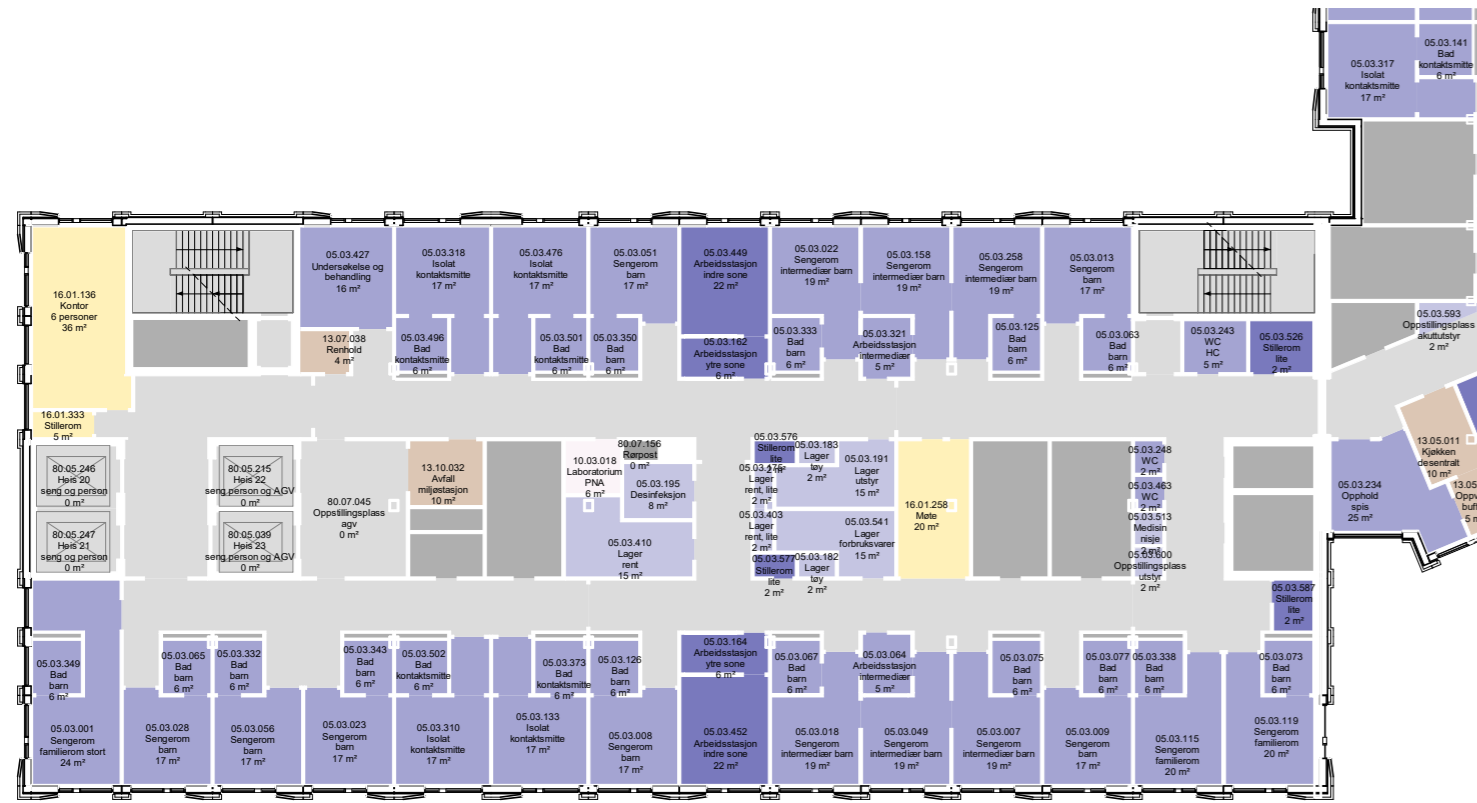 05.03.317
Isolat
kontaktsmitte
17 m²
05.03.141
Bad
kontaktsmitte
6 m²
16.01.136
Kontor
6 personer
36 m²
05.03.427
Undersøkelse og
behandling
16 m²
05.03.318
Isolat
kontaktsmitte
17 m²
05.03.476
Isolat
kontaktsmitte
17 m²
05.03.051
Sengerom
barn
17 m²
05.03.449
Arbeidsstasjon
indre sone
22 m²
05.03.022
Sengerom
intermediær barn
19 m²
05.03.158
Sengerom
intermediær barn
19 m²
05.03.258
Sengerom
intermediær barn
19 m²
05.03.013
Sengerom
barn
17 m²
13.07.038
Renhold
4 m²
05.03.496
Bad
kontaktsmitte
6 m²
05.03.501
Bad
kontaktsmitte
6 m²
05.03.350
Bad
barn
6 m²
05.03.162
Arbeidsstasjon
ytre sone
6 m²
05.03.333
Bad
barn
6 m²
05.03.321
Arbeidsstasjon
intermediær
5 m²
05.03.125
Bad
barn
6 m²
05.03.063
Bad
barn
6 m²
05.03.243
WC
HC
5 m²
05.03.526
Stillerom
lite
2 m²
05.03.593
Oppstillingsplass
akuttutstyr
2 m²
16.01.333
Stillerom
5 m²
80.05.246
Heis 20
seng og person
0 m²
80.05.215
Heis 22
seng person og AGV
0 m²
80.05.247
Heis 21
seng og person
0 m²
80.05.039
Heis 23
seng person og AGV
0 m²
80.07.045
Oppstillingsplass
agv
0 m²
13.10.032
Avfall
miljøstasjon
10 m²
10.03.018
Laboratorium
PNA
6 m²
80.07.156
Rørpost
0 m²
05.03.195
Desinfeksjon
8 m²
05.03.410
Lager
rent
15 m²
05.03.576
Stillerom
lite
2 m²
05.03.175
Lager
rent, lite
2 m²
05.03.403
Lager
rent, lite
2 m²
05.03.577
Stillerom
lite
2 m²
05.03.183
Lager
tøy
2 m²
05.03.191
Lager
utstyr
15 m²
05.03.541
Lager
forbruksvarer
15 m²
05.03.182
Lager
tøy
2 m²
16.01.258
Møte
20 m²
05.03.248
WC
2 m²
05.03.463
WC
2 m²
05.03.513
Medisin
nisje
2 m²
05.03.600
Oppstillingsplass
utstyr
2 m²
05.03.234
Opphold
spis
25 m²
13.05.011
Kjøkken
desentralt
10 m²
13.05
Oppv
buff
5 m
05.03.587
Stillerom
lite
2 m²
05.03.349
Bad
barn
6 m²
05.03.065
Bad
barn
6 m²
05.03.332
Bad
barn
6 m²
05.03.343
Bad
barn
6 m²
05.03.502
Bad
kontaktsmitte
6 m²
05.03.373
Bad
kontaktsmitte
6 m²
05.03.126
Bad
barn
6 m²
05.03.164
Arbeidsstasjon
ytre sone
6 m²
05.03.067
Bad
barn
6 m²
05.03.064
Arbeidsstasjon
intermediær
5 m²
05.03.075
Bad
barn
6 m²
05.03.077
Bad
barn
6 m²
05.03.338
Bad
barn
6 m²
05.03.073
Bad
barn
6 m²
05.03.001
Sengerom
familierom stort
24 m²
05.03.028
Sengerom
barn
17 m²
05.03.056
Sengerom
barn
17 m²
05.03.023
Sengerom
barn
17 m²
05.03.310
Isolat
kontaktsmitte
17 m²
05.03.133
Isolat
kontaktsmitte
17 m²
05.03.008
Sengerom
barn
17 m²
05.03.452
Arbeidsstasjon
indre sone
22 m²
05.03.018
Sengerom
intermediær barn
19 m²
05.03.049
Sengerom
intermediær barn
19 m²
05.03.007
Sengerom
intermediær barn
19 m²
05.03.009
Sengerom
barn
17 m²
05.03.115
Sengerom
familierom
20 m²
05.03.119
Sengerom
familierom
20 m²